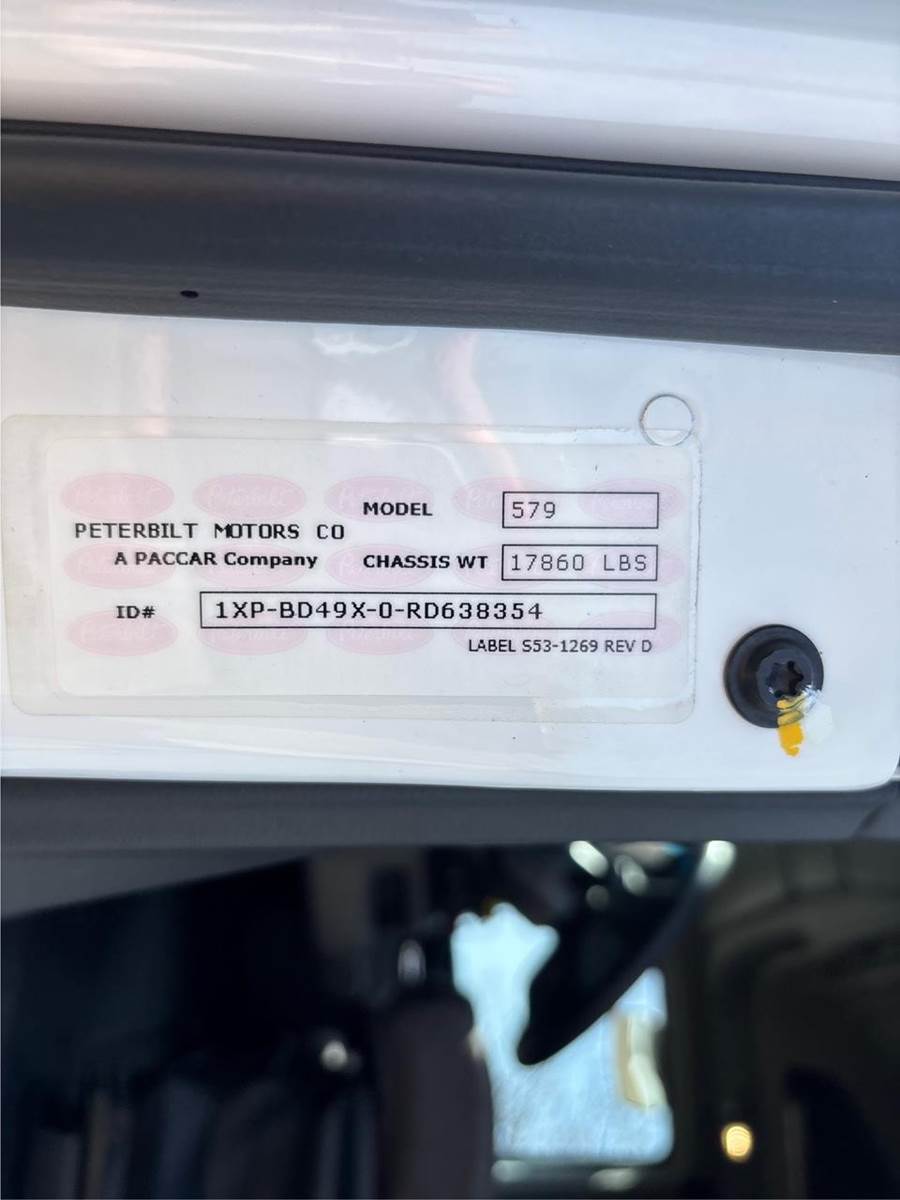 PETERBILT MOTORS CO
A PACCAR Company
MODEL 579
CHASSIS WT 17860 LBS
ID# 1XP-BD49X-0-RD638354
LABEL S53-1269 REV D